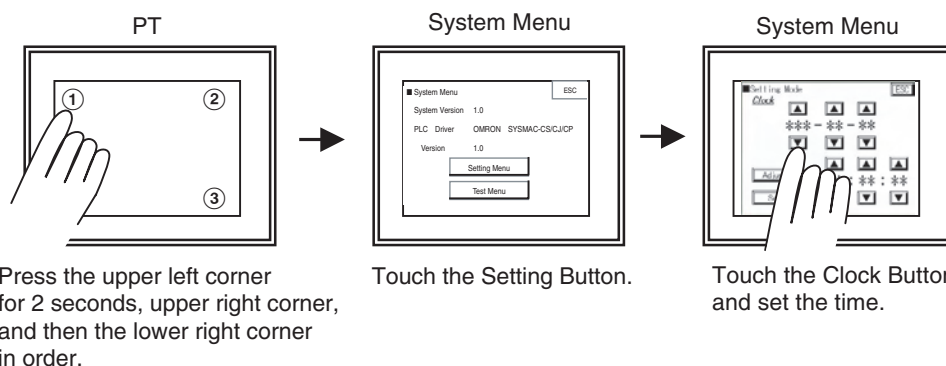 PT
System Menu
System Menu
① ②
③
■ System Menu ESC
System Version 1.0
PLC Driver OMRON SYSMAC-CS/CJ/CP
Version 1.0
Setting Menu
Test Menu
■Setting Mode ESC
Clock
▲ ▲
*** - ** - **
▼ ▼ ▼
▲ ▲ ▲
: ** : **
▼ ▼
Press the upper left corner
for 2 seconds, upper right corner,
and then the lower right corner
in order.
Touch the Setting Button.
Touch the Clock Button
and set the time.